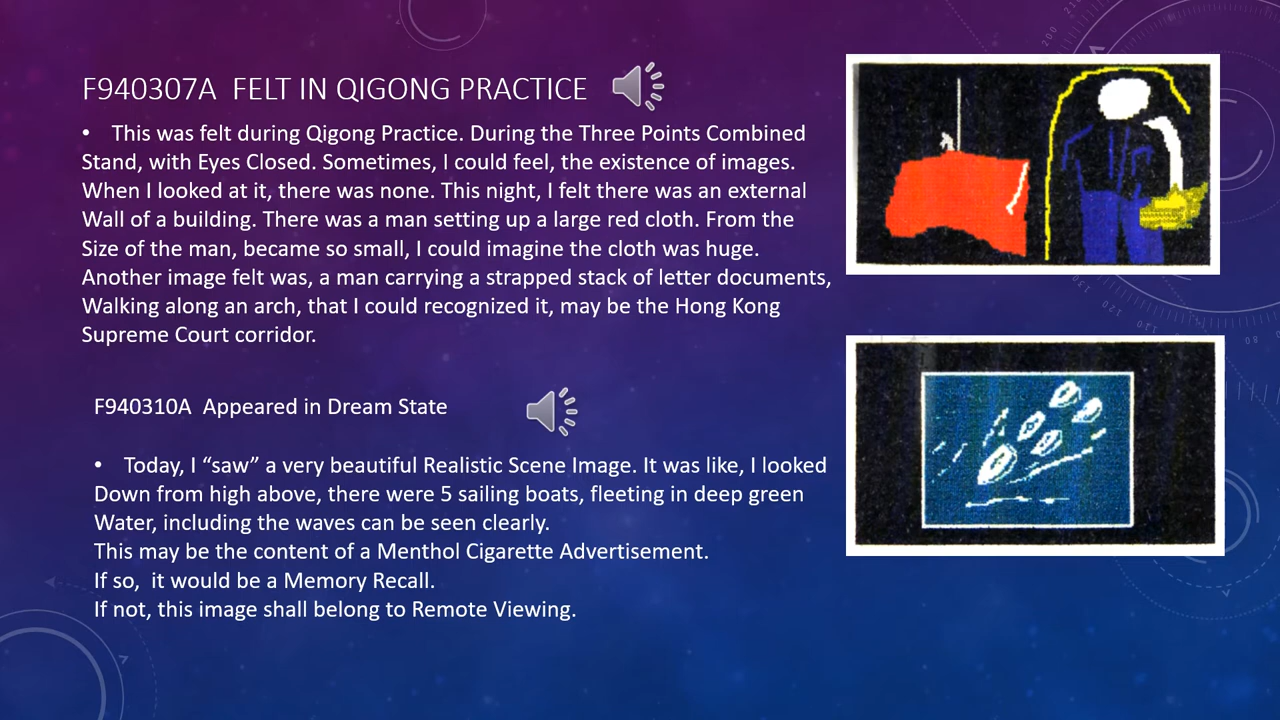 F940307A FELT IN QIGONG PRACTICE
• This was felt during Qigong Practice. During the Three Points Combined
Stand, with Eyes Closed. Sometimes, I could feel, the existence of images.
When I looked at it, there was none. This night, I felt there was an external
Wall of a building. There was a man setting up a large red cloth. From the
Size of the man, became so small, I could imagine the cloth was huge.
Another image felt was, a man carrying a strapped stack of letter documents,
Walking along an arch, that I could recognized it, may be the Hong Kong
Supreme Court corridor.
F940310A Appeared in Dream State
• Today, I “saw” a very beautiful Realistic Scene Image. It was like, I looked
Down from high above, there were 5 sailing boats, fleeting in deep green
Water, including the waves can be seen clearly.
This may be the content of a Menthol Cigarette Advertisement.
If so, it would be a Memory Recall.
If not, this image shall belong to Remote Viewing.